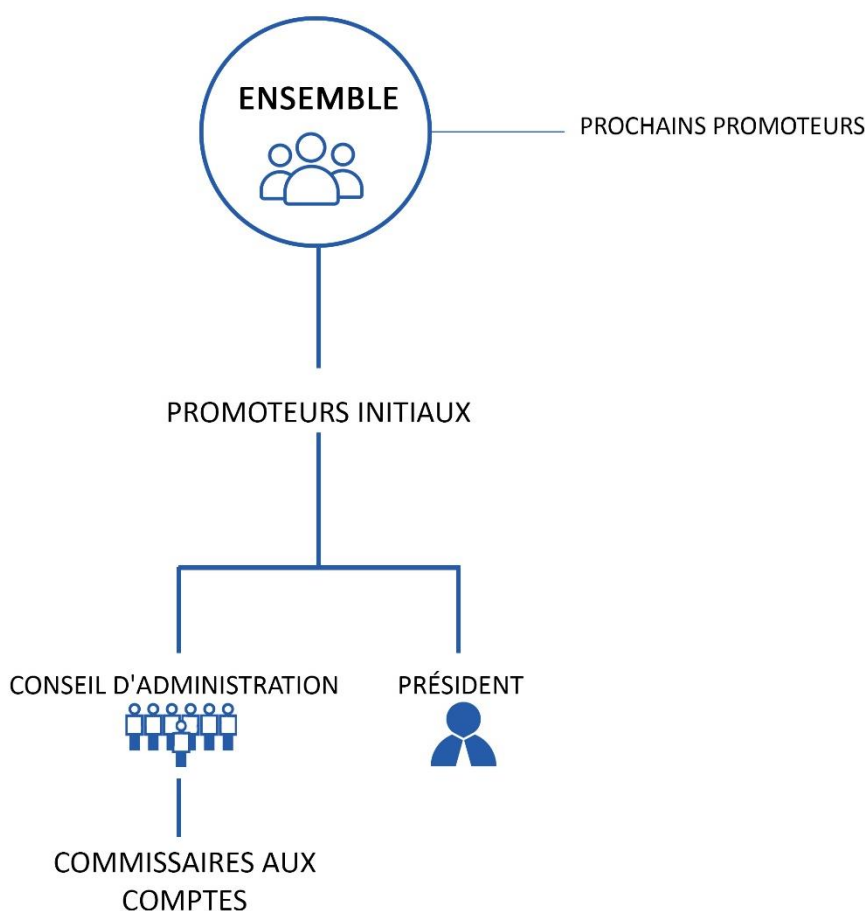 ENSEMBLE
PROCHAINS PROMOTEURS
PROMOTEURS INITIAUX
CONSEIL D'ADMINISTRATION
PRÉSIDENT
COMMISSAIRES AUX
COMPTES